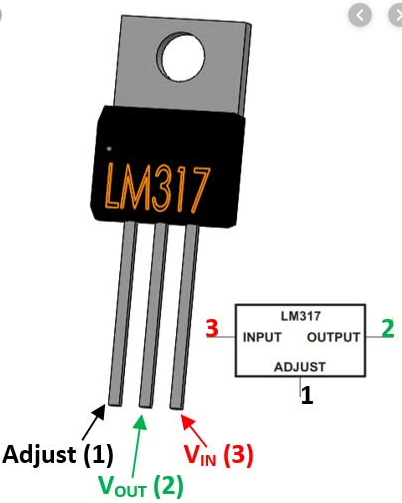 LM317
LM317
3 INPUT OUTPUT 2
ADJUST
1
Adjust (1)
VIN (3)
VOUT (2)